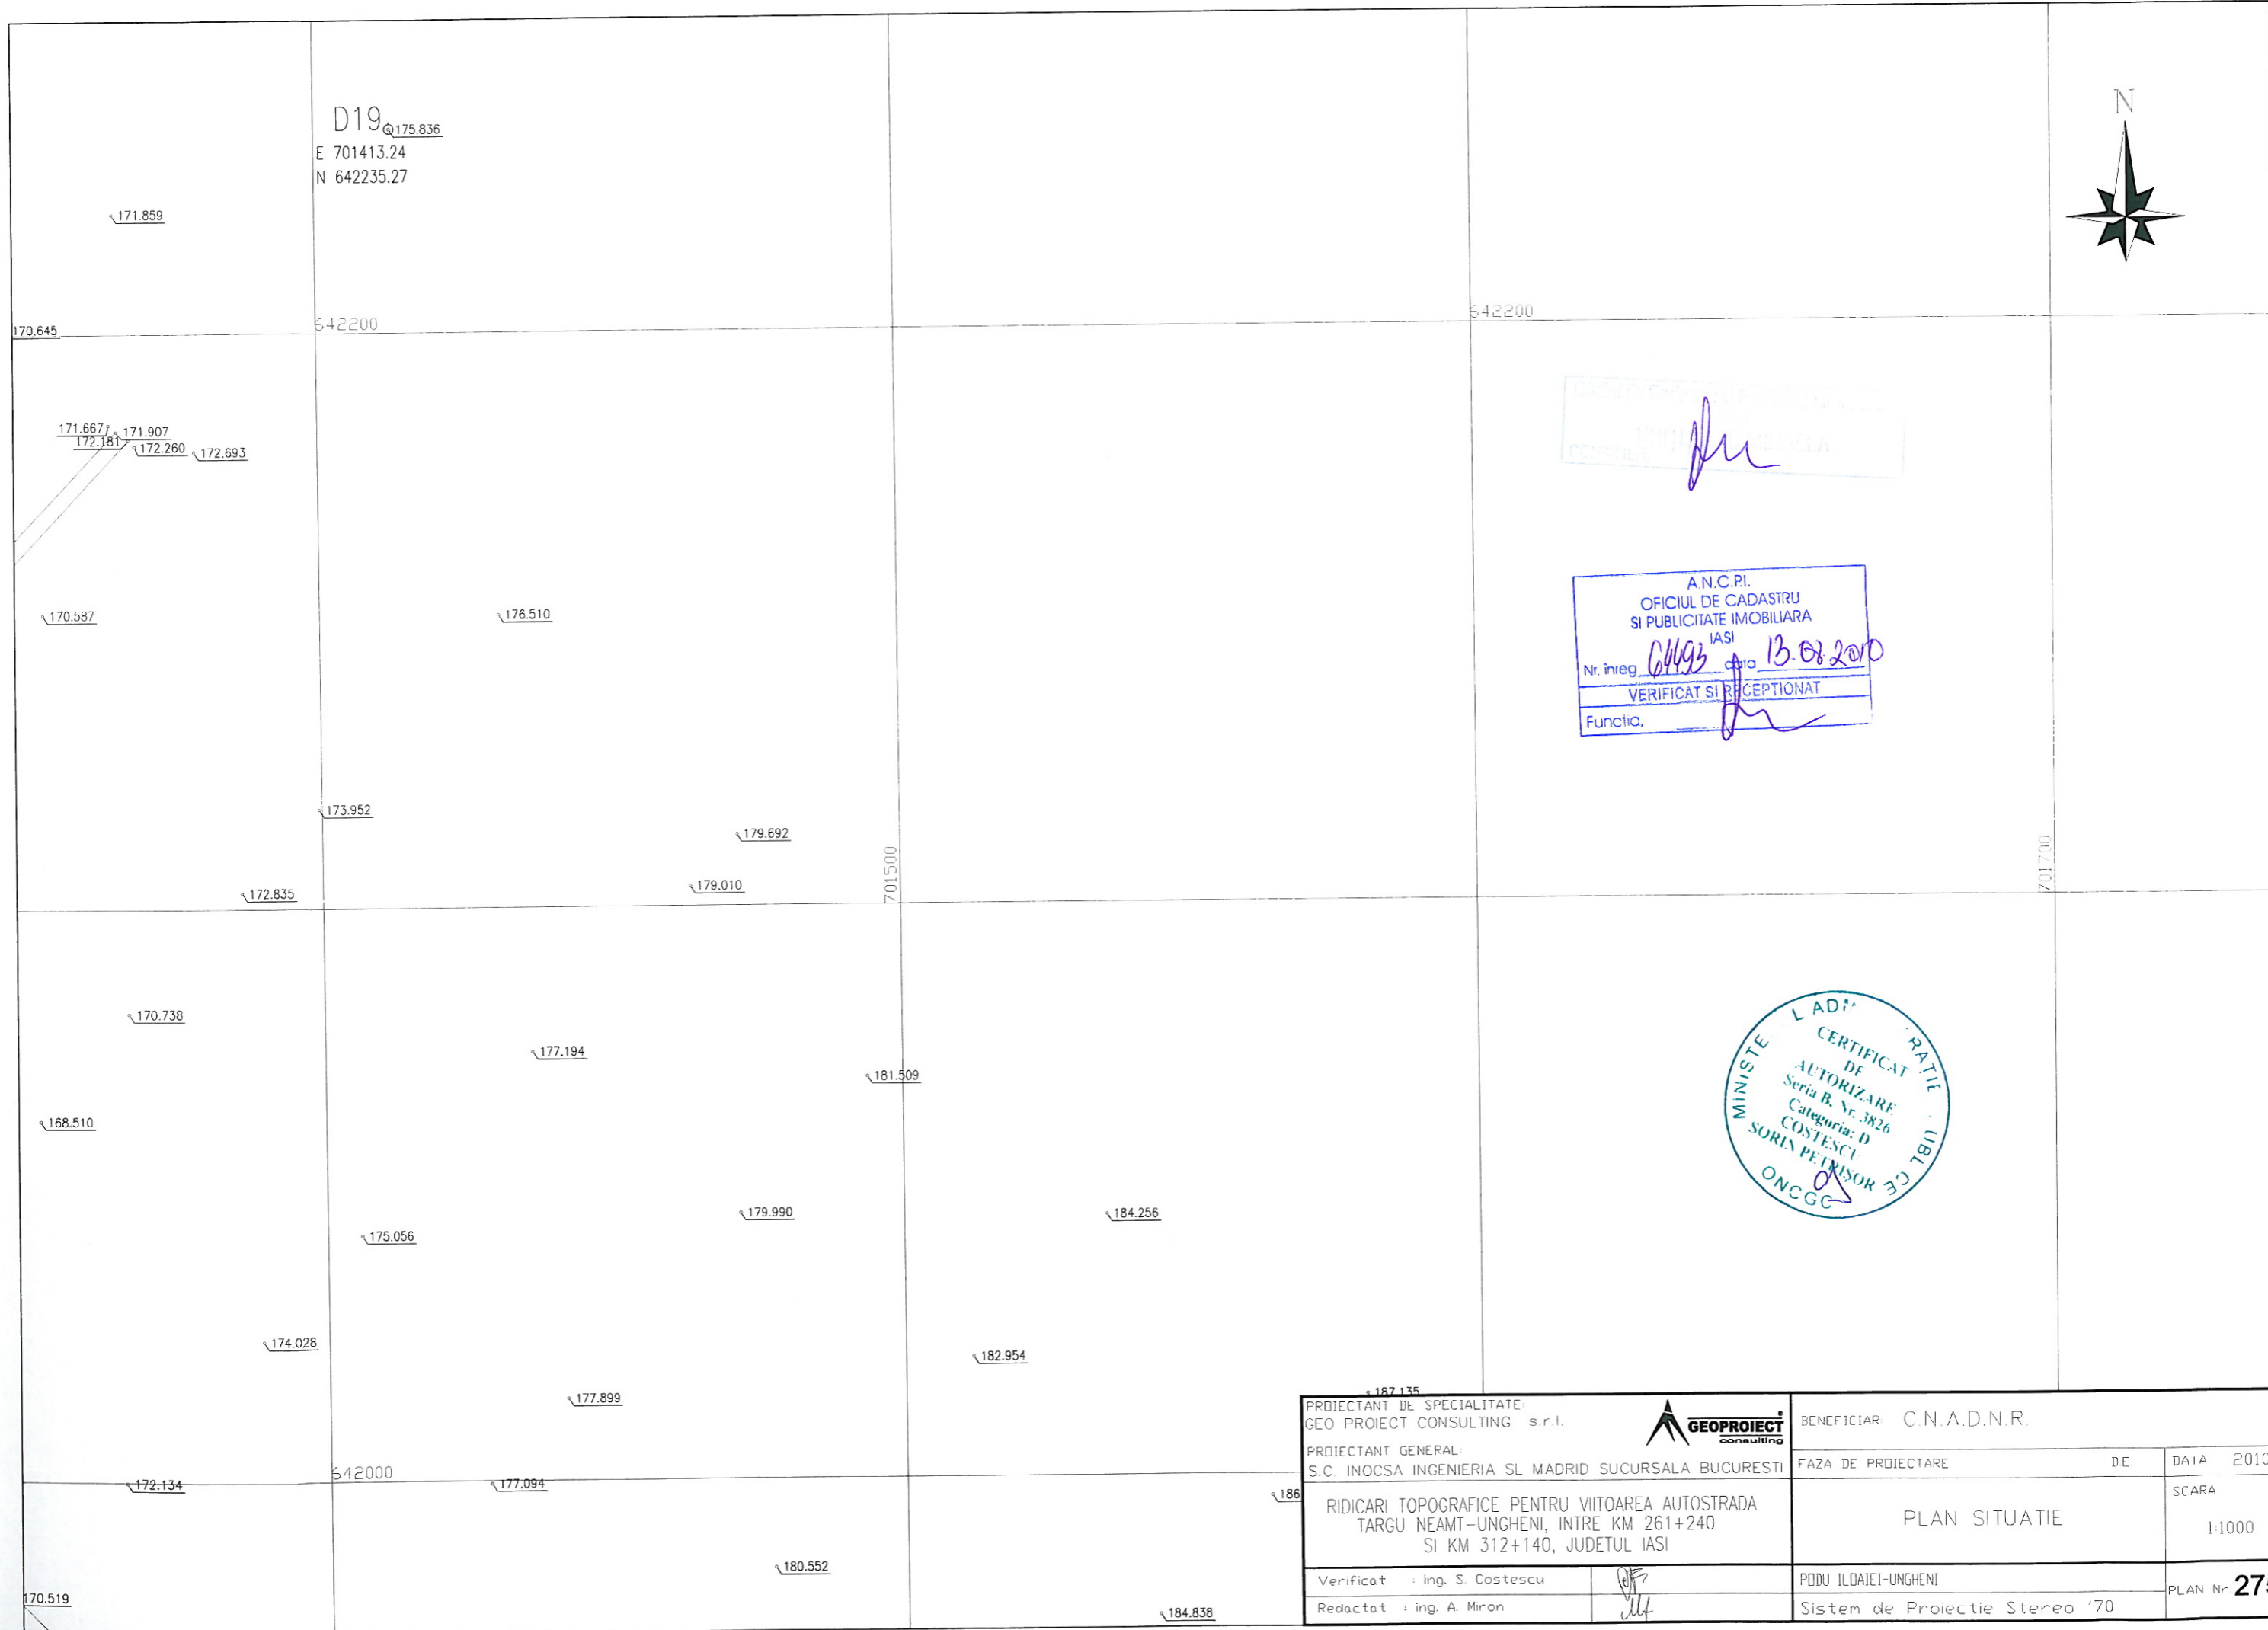 D19 175.836
E 701413.24
N 642235.27
N
171.859
170.645
642200
642200
171.667 171.907
172.181 172.260 172.693
A.N.C.P.I.
OFICIUL DE CADASTRU
SI PUBLICITATE IMOBILIARA
IASI
Nr. înreg 64493 data 13.08.2010
VERIFICAT SI RECEPTIONAT
Functia,
170.587
176.510
173.952
179.692
701500
701700
172.835
179.010
170.738
177.194
181.509
168.510
CERTIFICAT
DE
AUTORIZARE
Seria B, Nr. 3826
Categoria: D
COSTESCU
SORIN PETRIȘOR
ONCGC
179.990
184.256
175.056
174.028
182.954
177.899
187.135
642000
172.134
177.094
186
180.552
170.519
184.838
PROIECTANT DE SPECIALITATE:
GEO PROIECT CONSULTING s.r.l.
GEOPROIECT
consulting
PROIECTANT GENERAL:
S.C. INOCSA INGENIERIA SL MADRID SUCURSALA BUCURESTI
BENEFICIAR: C.N.A.D.N.R.
FAZA DE PROIECTARE DE
DATA 2010
RIDICARI TOPOGRAFICE PENTRU VIITOAREA AUTOSTRADA
TARGU NEAMT-UNGHENI, INTRE KM 261+240
SI KM 312+140, JUDETUL IASI
PLAN SITUATIE
SCARA
1:1000
Verificat : ing. S. Costescu
Redactat : ing. A. Miron
PODU ILOAIEI-UNGHENI
Sistem de Proiectie Stereo '70
PLAN Nr. 27